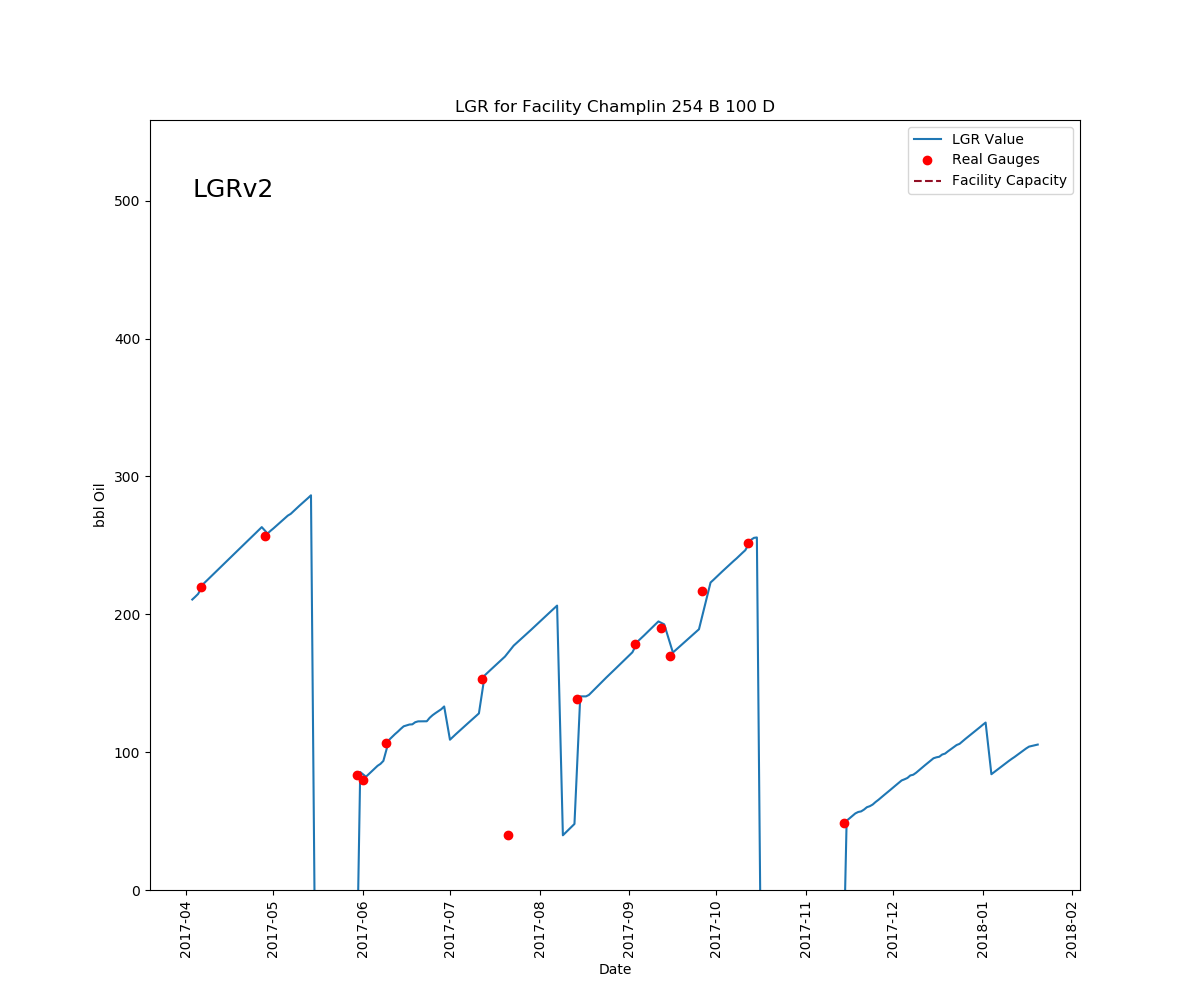 LGR for Facility Champlin 254 B 100 D
LGRv2
LGR Value
Real Gauges
Facility Capacity
500
400
300
200
100
0
bbl Oil
2017-04
2017-05
2017-06
2017-07
2017-08
2017-09
2017-10
2017-11
2017-12
2018-01
2018-02
Date